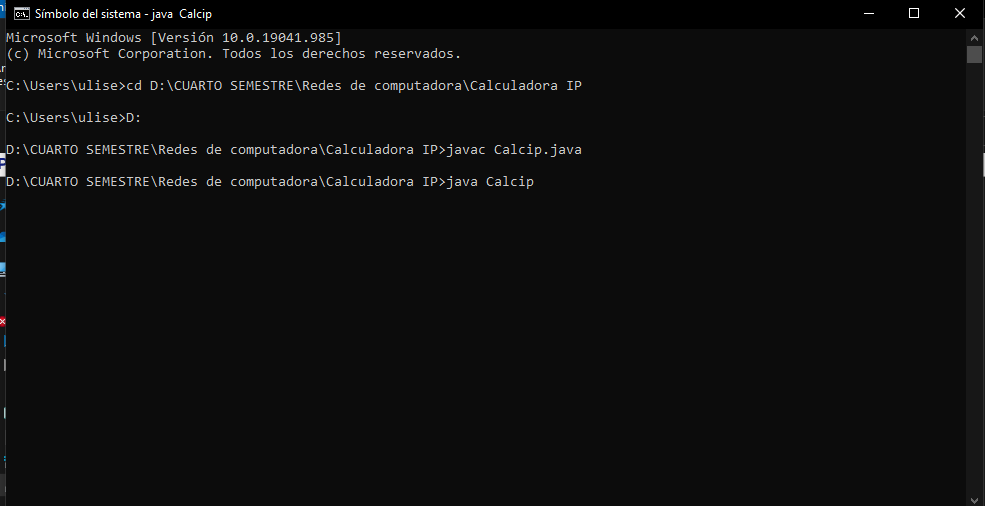 Símbolo del sistema - java  Calcip
Microsoft Windows [Versión 10.0.19041.985]
(c) Microsoft Corporation. Todos los derechos reservados.
C:\Users\ulise>cd D:\CUARTO SEMESTRE\Redes de computadora\Calculadora IP
C:\Users\ulise>D:
D:\CUARTO SEMESTRE\Redes de computadora\Calculadora IP>javac Calcip.java
D:\CUARTO SEMESTRE\Redes de computadora\Calculadora IP>java Calcip